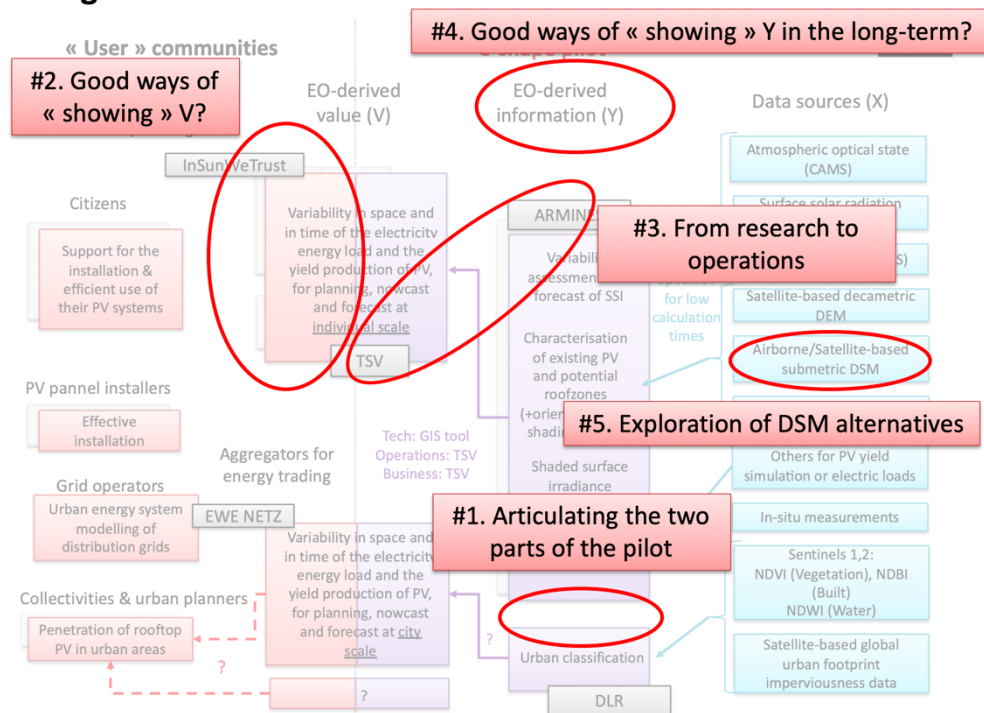 #4. Good ways of « showing » Y in the long-term?
« User » communities
#2. Good ways of
« showing » V?
EO-derived
value (V)
EO-derived
information (Y)
Data sources (X)
InSunWeTrust
Citizens
Support for the
installation &
efficient use of
their PV systems
Variability in space and
in time of the electricity
energy load and the
yield production of PV,
for planning, nowcast
and forecast at
individual scale
TSV
ARMINES
Atmospheric optical state
(CAMS)
Surface solar radiation
#3. From research to
operations
forecast of SSI
for low
calculation
times
Satellite-based decametric
DEM
Characterisation
of existing PV
and potential
roofzones
Airborne/Satellite-based
submetric DSM
PV pannel installers
Effective
installation
#5. Exploration of DSM alternatives
Tech: GIS tool
Operations: TSV
Business: TSV
Aggregators for
energy trading
Shaded surface
irradiance
Others for PV yield
simulation or electric loads
Grid operators
Urban energy system
modelling of
distribution grids
EWE NETZ
#1. Articulating the two
parts of the pilot
In-situ measurements
Variability in space and
in time of the electricity
energy load and the
yield production of PV,
for planning, nowcast
and forecast at city
scale
Sentinels 1,2:
NDVI (Vegetation), NDBI
(Built)
NDWI (Water)
Collectivities & urban planners
Penetration of rooftop
PV in urban areas
?
?
?
Urban classification
DLR
Satellite-based global
urban footprint
imperviousness data